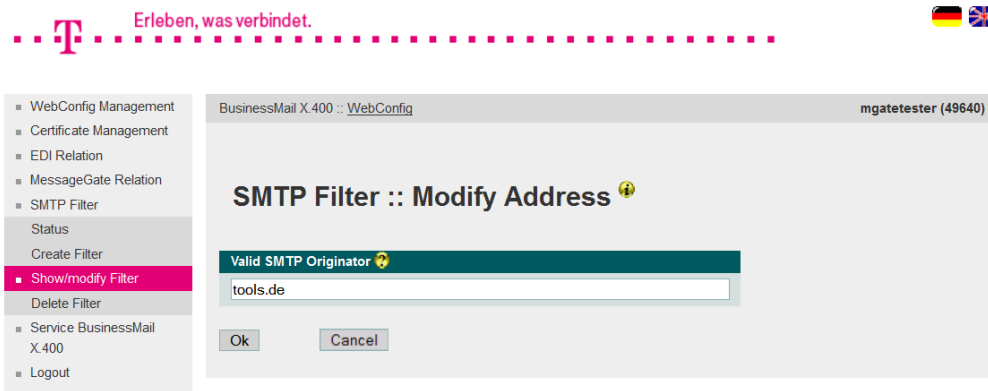 Erleben, was verbindet.
T
WebConfig Management
Certificate Management
EDI Relation
MessageGate Relation
SMTP Filter
Status
Create Filter
Show/modify Filter
Delete Filter
Service BusinessMail
X.400
Logout
BusinessMail X.400 :: WebConfig
mgatetester (49640)
SMTP Filter :: Modify Address
Valid SMTP Originator
tools.de
Ok
Cancel